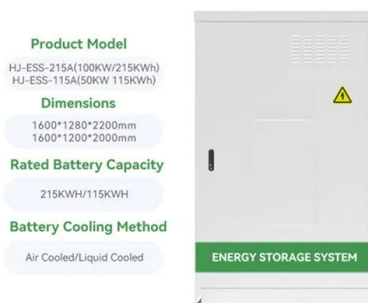 Product Model
HJ-ESS-215A(100KW/215KWh)
HJ-ESS-115A(50KW 115KWh)
Dimensions
1600*1280*2200mm
1600*1200*2000mm
Rated Battery Capacity
215KWH/115KWH
Battery Cooling Method
Air Cooled/Liquid Cooled
ENERGY STORAGE SYSTEM